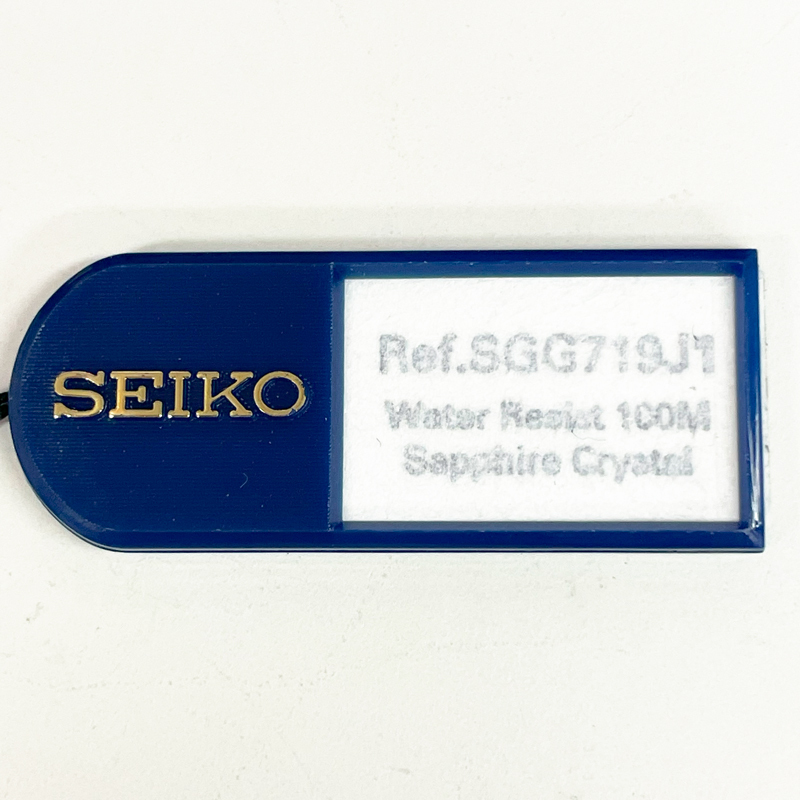 SEIKO
Ref.SGG719J1
Water Resist 100M
Sapphire Crystal